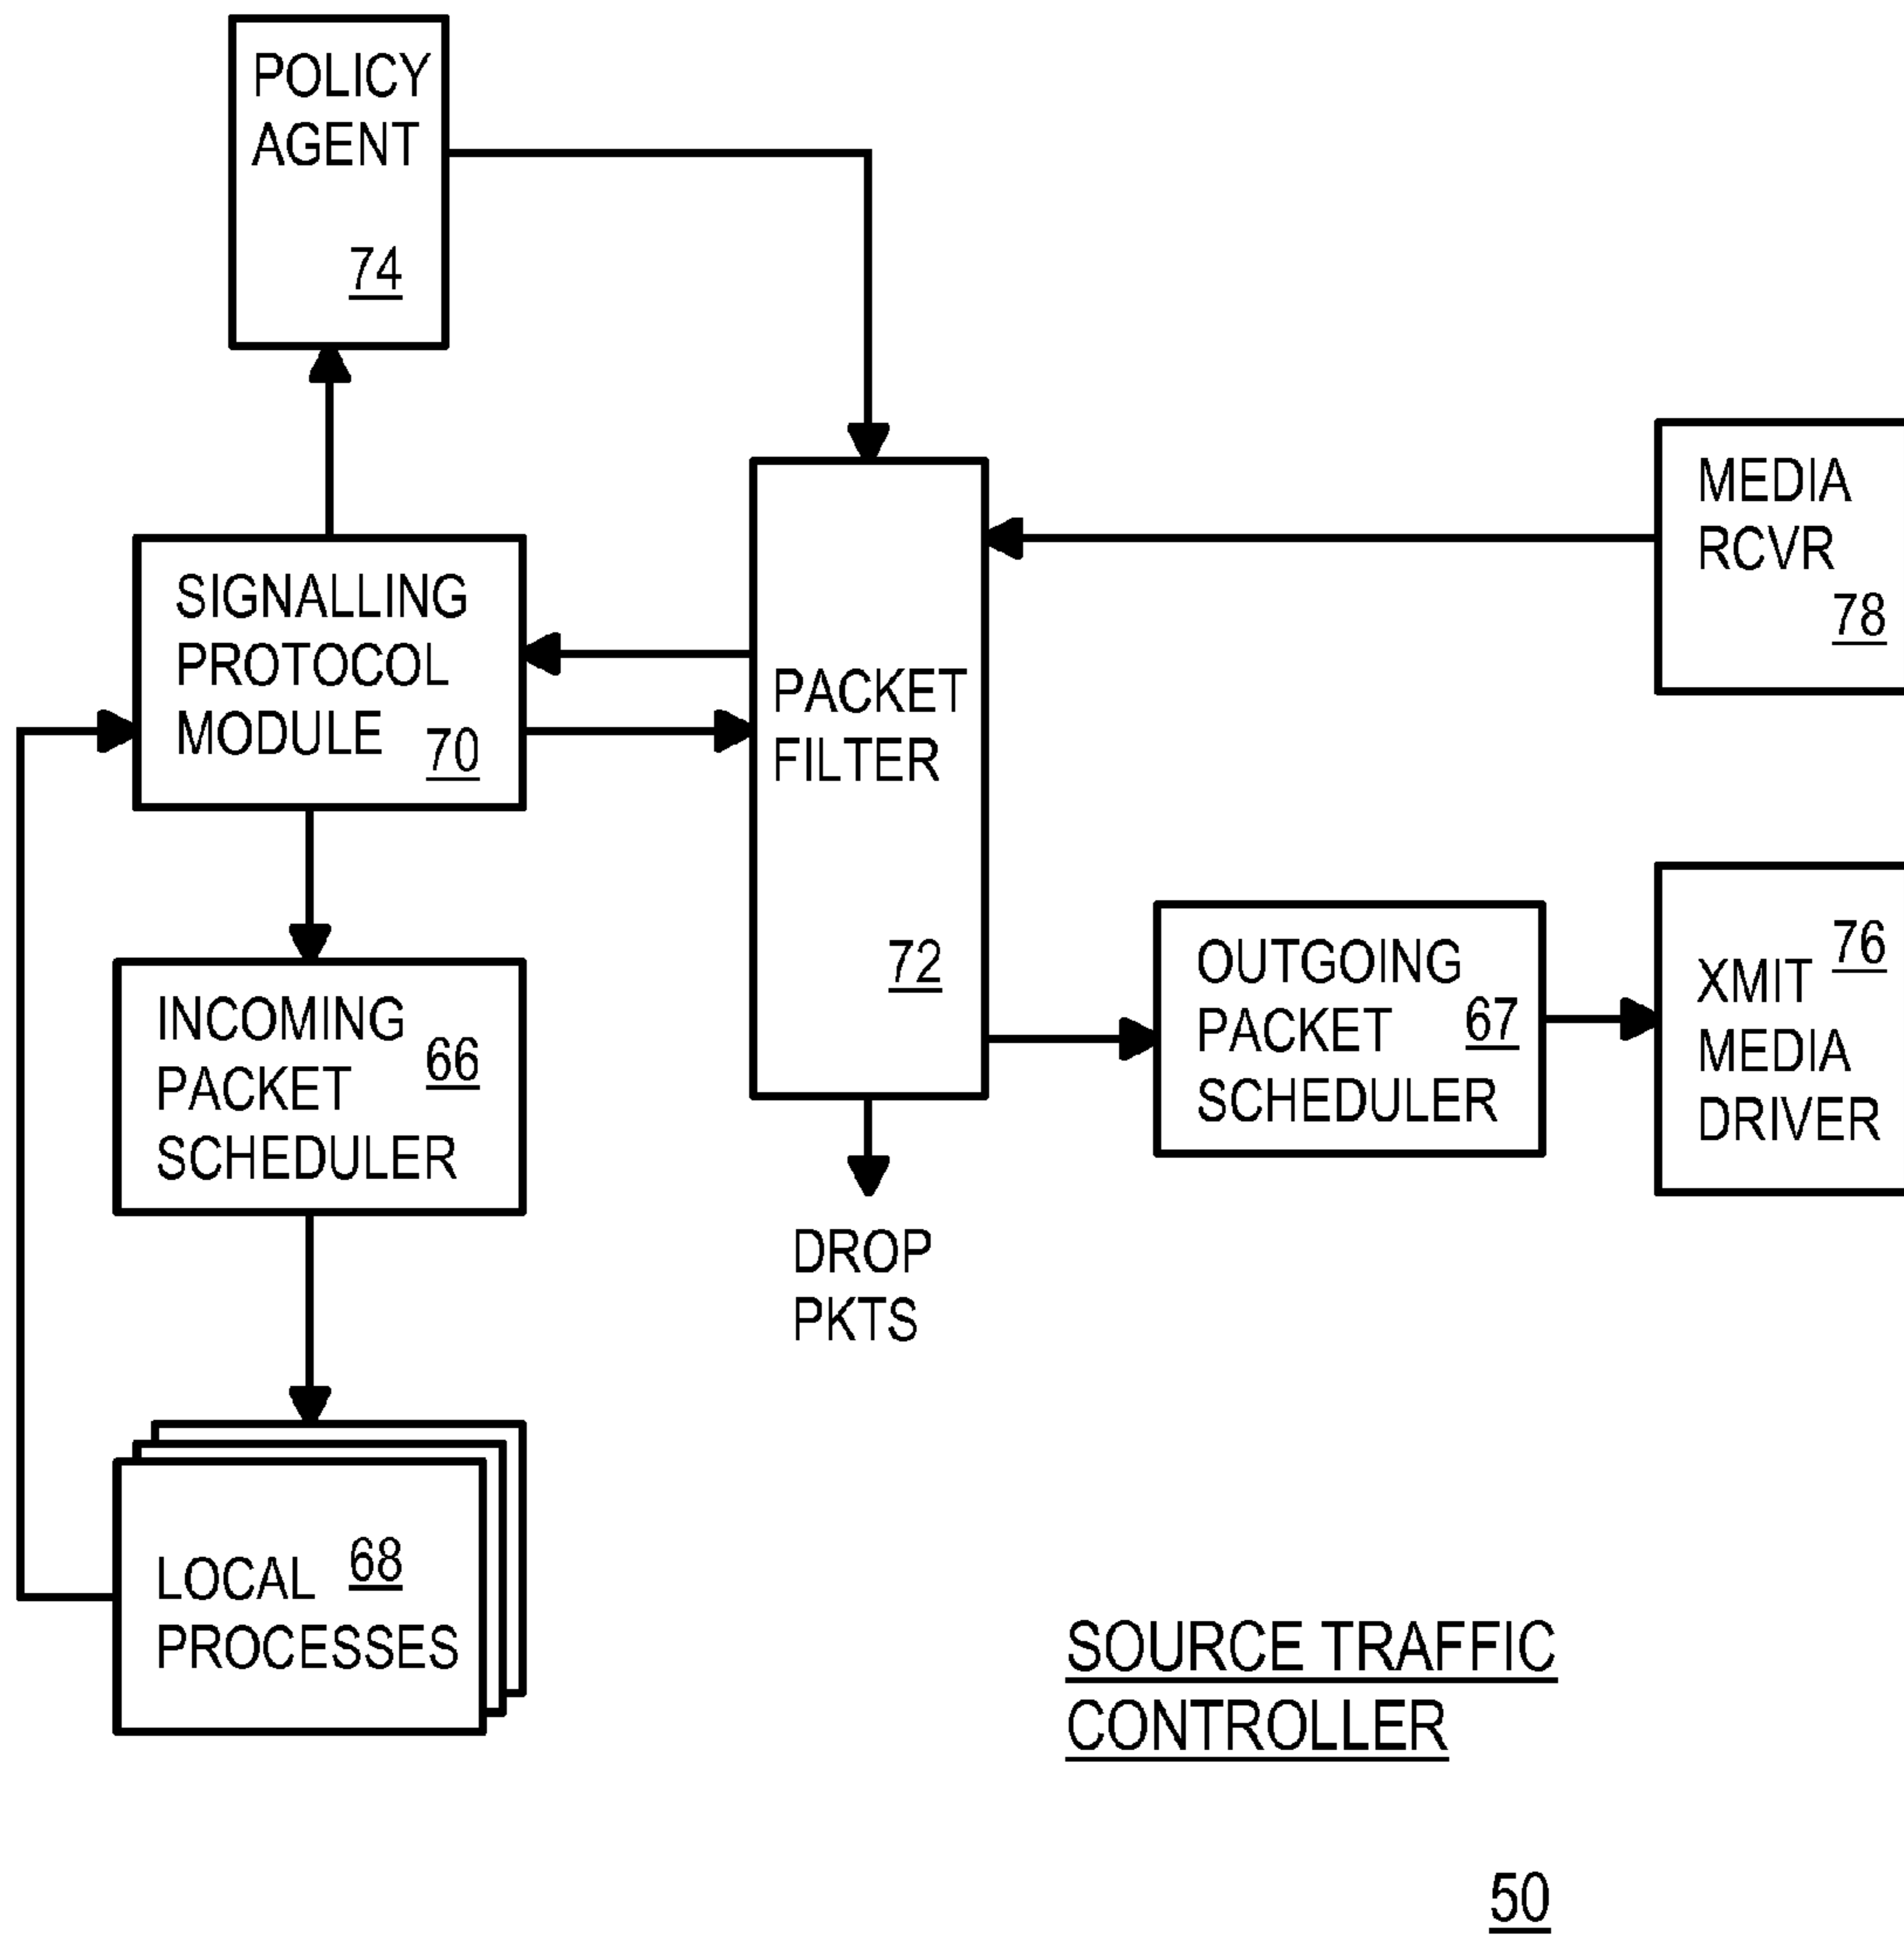 POLICY
AGENT
74
MEDIA
RCVR
78
SIGNALLING
PROTOCOL
MODULE
70
PACKET
FILTER
72
INCOMING
PACKET
SCHEDULER
66
OUTGOING
PACKET
SCHEDULER
67
76
XMIT
MEDIA
DRIVER
DROP
PKTS
LOCAL
PROCESSES
68
SOURCE TRAFFIC
CONTROLLER
50